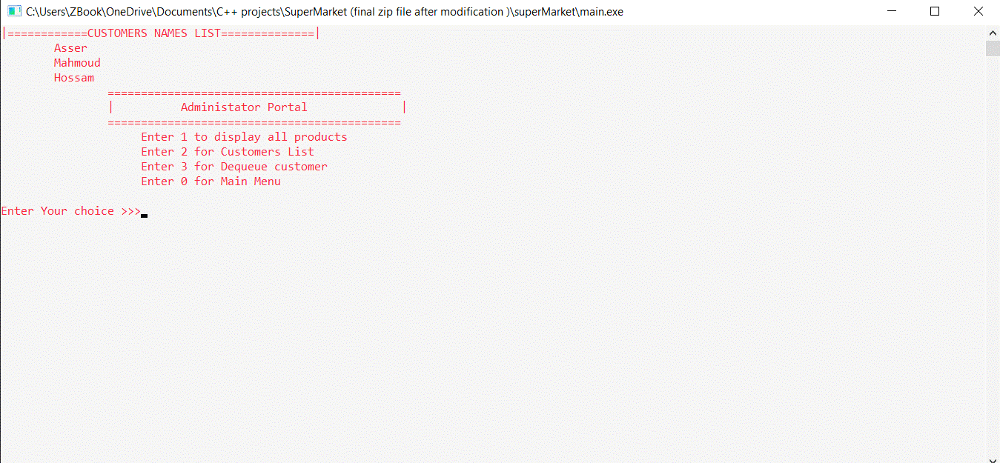 C:\Users\ZBook\OneDrive\Documents\C++ projects\SuperMarket (final zip file after modification )\superMarket\main.exe
|============CUSTOMERS NAMES LIST==============|
Asser
Mahmoud
Hossam
============================================
| Administator Portal |
============================================
Enter 1 to display all products
Enter 2 for Customers List
Enter 3 for Dequeue customer
Enter 0 for Main Menu
Enter Your choice >>>